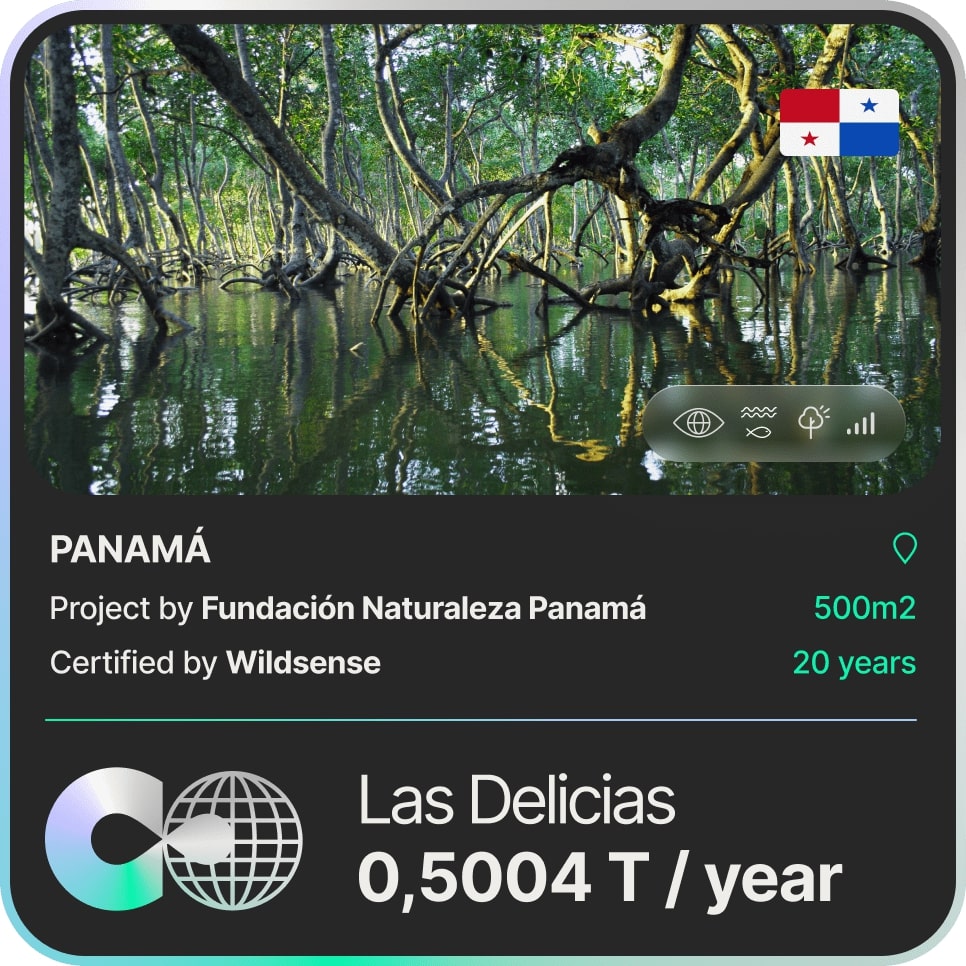 PANAMÁ
Project by Fundación Naturaleza Panamá 500m2
Certified by Wildsense 20 years
Las Delicias
0,5004 T / year